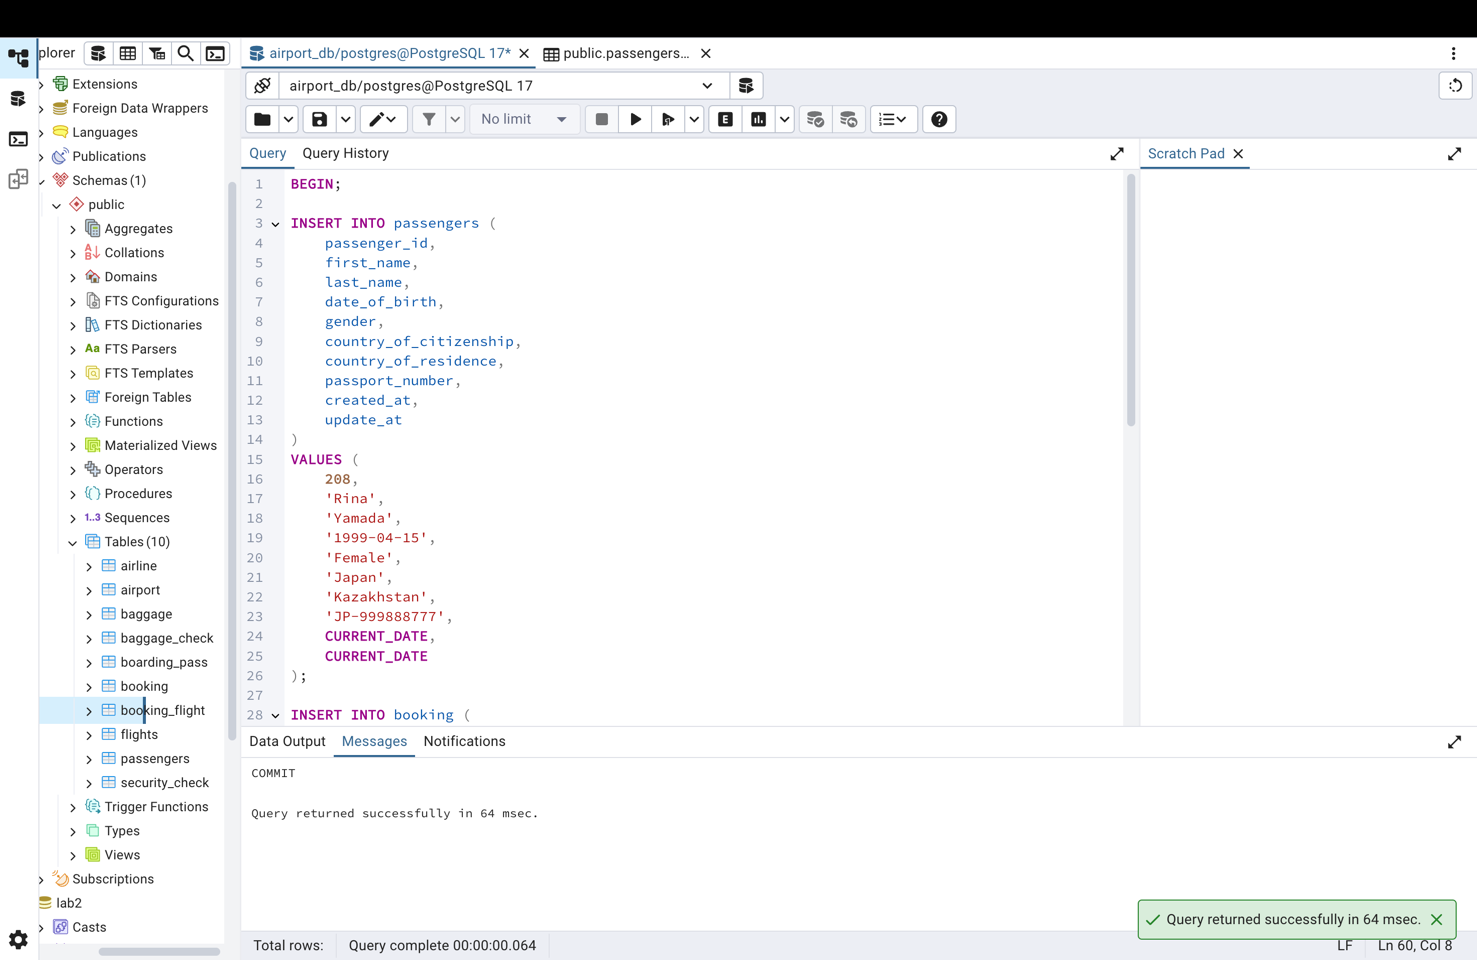 plorer
airport_db/postgres@PostgreSQL 17*
public.passengers...
airport_db/postgres@PostgreSQL 17
No limit
E
Query
Query History
Scratch Pad
Extensions
Foreign Data Wrappers
Languages
Publications
Schemas (1)
public
Aggregates
Collations
Domains
FTS Configurations
FTS Dictionaries
Aa FTS Parsers
FTS Templates
Foreign Tables
Functions
Materialized Views
Operators
Procedures
1..3 Sequences
Tables (10)
airline
airport
baggage
baggage_check
boarding_pass
booking
booking_flight
flights
passengers
security_check
Trigger Functions
Types
Views
Subscriptions
lab2
Casts
1 BEGIN;
2
3 INSERT INTO passengers (
4 passenger_id,
5 first_name,
6 last_name,
7 date_of_birth,
8 gender,
9 country_of_citizenship,
10 country_of_residence,
11 passport_number,
12 created_at,
13 update_at
14 )
15 VALUES (
16 208,
17 'Rina',
18 'Yamada',
19 '1999-04-15',
20 'Female',
21 'Japan',
22 'Kazakhstan',
23 'JP-999888777',
24 CURRENT_DATE,
25 CURRENT_DATE
26 );
27
28 INSERT INTO booking (
Data Output
Messages
Notifications
COMMIT
Query returned successfully in 64 msec.
Query returned successfully in 64 msec.
Total rows:
Query complete 00:00:00.064
LF
Ln 60, Col 8